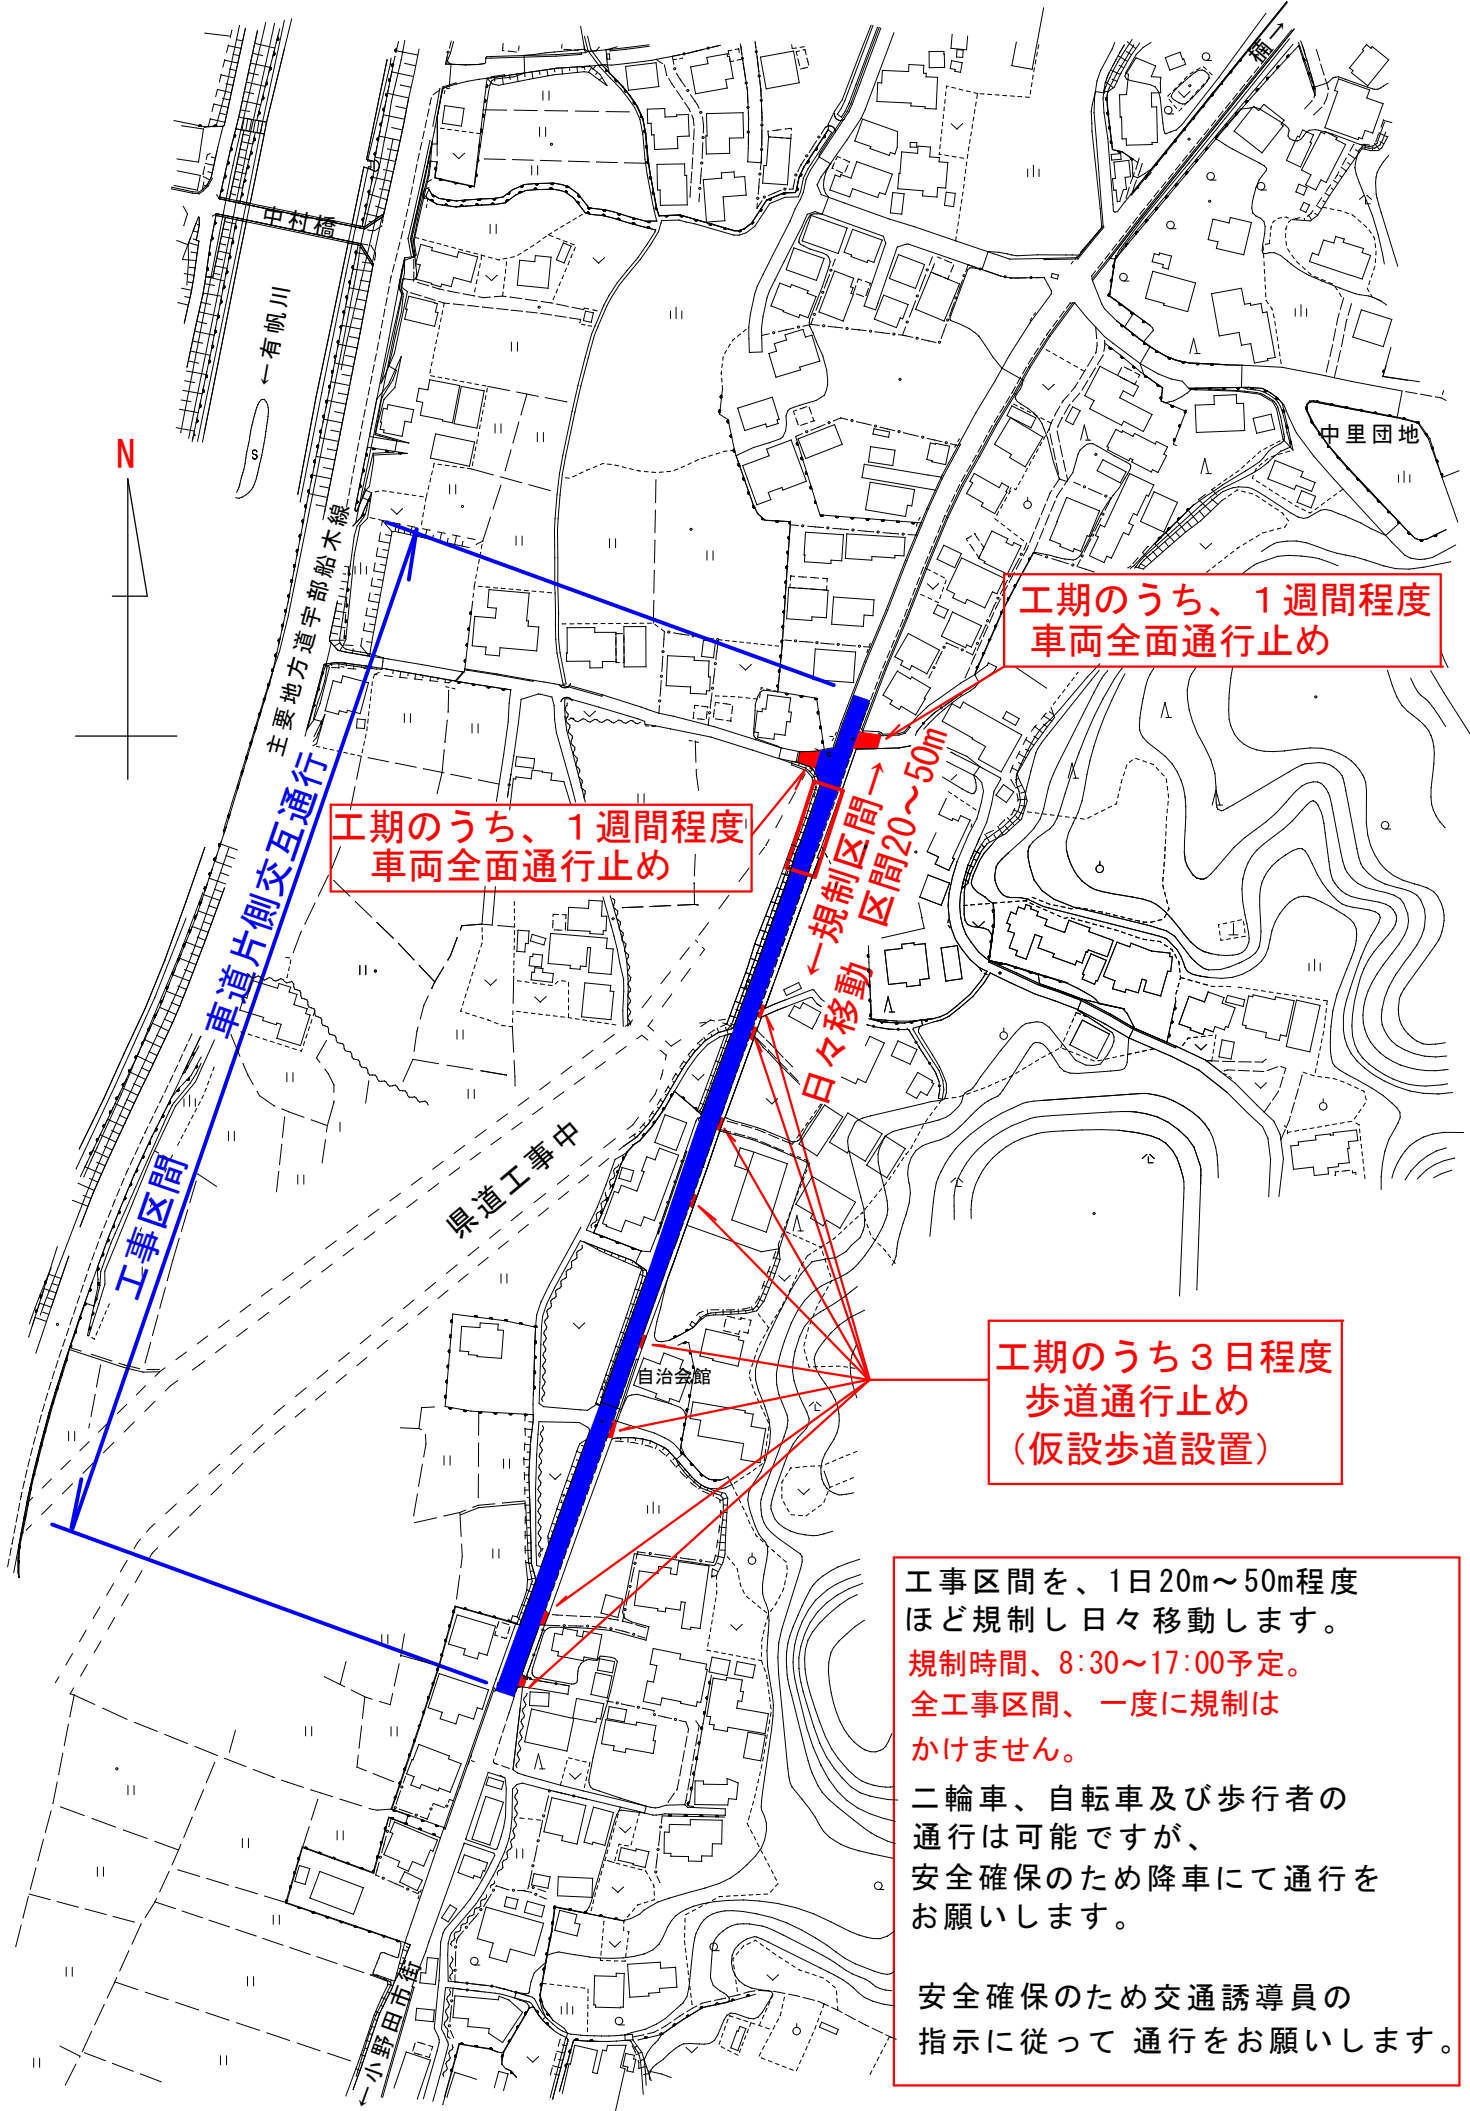 楠→
中村橋
←有帆川
中里団地
N
主要地方道宇部船木線
工期のうち、１週間程度
車両全面通行止め
工期のうち、１週間程度
車両全面通行止め
車道片側交互通行
工事区間
←規制区間→
区間20～50m
日々移動
県道工事中
自治会館
工期のうち３日程度
歩道通行止め
（仮設歩道設置）
工事区間を、1日20m～50m程度
ほど規制し日々移動します。
規制時間、8:30～17:00予定。
全工事区間、一度に規制は
かけません。
二輪車、自転車及び歩行者の
通行は可能ですが、
安全確保のため降車にて通行を
お願いします。
安全確保のため交通誘導員の
指示に従って 通行をお願いします。
←小野田市街